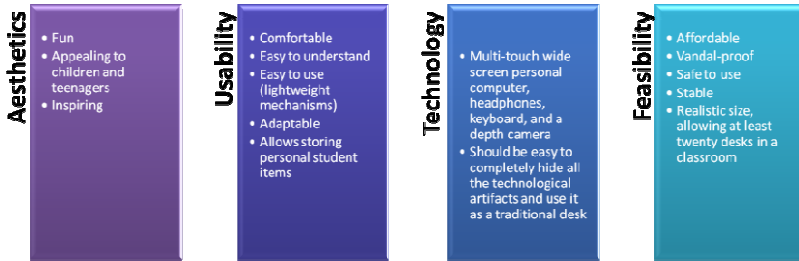 Aesthetics
• Fun
• Appealing to
children and
teenagers
• Inspiring
Usability
• Comfortable
• Easy to understand
• Easy to use
(lightweight
mechanisms)
• Adaptable
• Allows storing
personal student
items
Technology
• Multi-touch wide
screen personal
computer,
headphones,
keyboard, and a
depth camera
• Should be easy to
completely hide all
the technological
artifacts and use it
as a traditional desk
Feasibility
• Affordable
• Vandal-proof
• Safe to use
• Stable
• Realistic size,
allowing at least
twenty desks in a
classroom